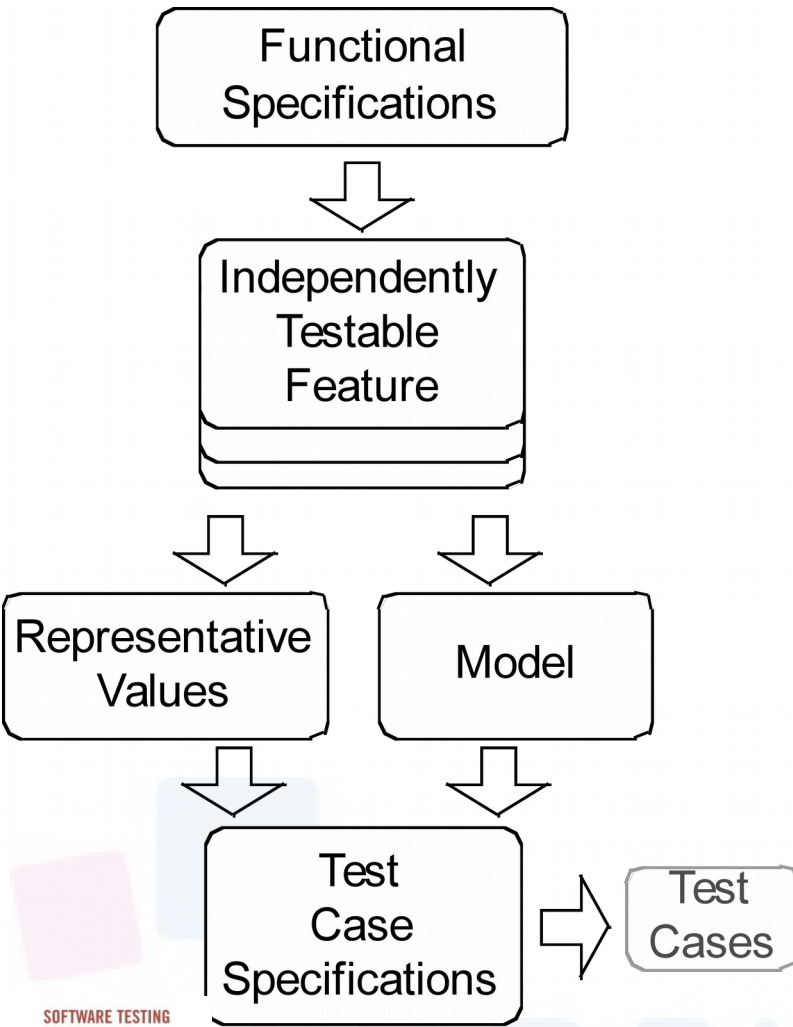 Functional
Specifications
Independently
Testable
Feature
Representative
Values
Model
Test
Case
Specifications
Test
Cases
SOFTWARE TESTING